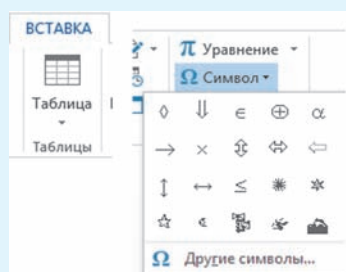 ВСТАВКА
Таблица
Таблицы
π Уравнение
Ω Символ
◊ ⇓ ∈ ⊕ α
→ × ⇕ ⇔ ⇐
↕ ↔ ≤
Ω Другие символы...